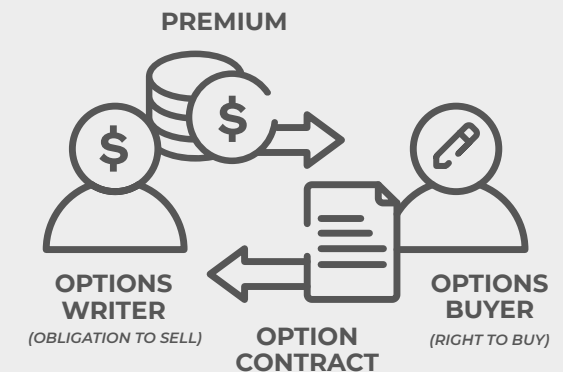 PREMIUM
$
$
OPTIONS
WRITER
(OBLIGATION TO SELL)
OPTION
CONTRACT
OPTIONS
BUYER
(RIGHT TO BUY)